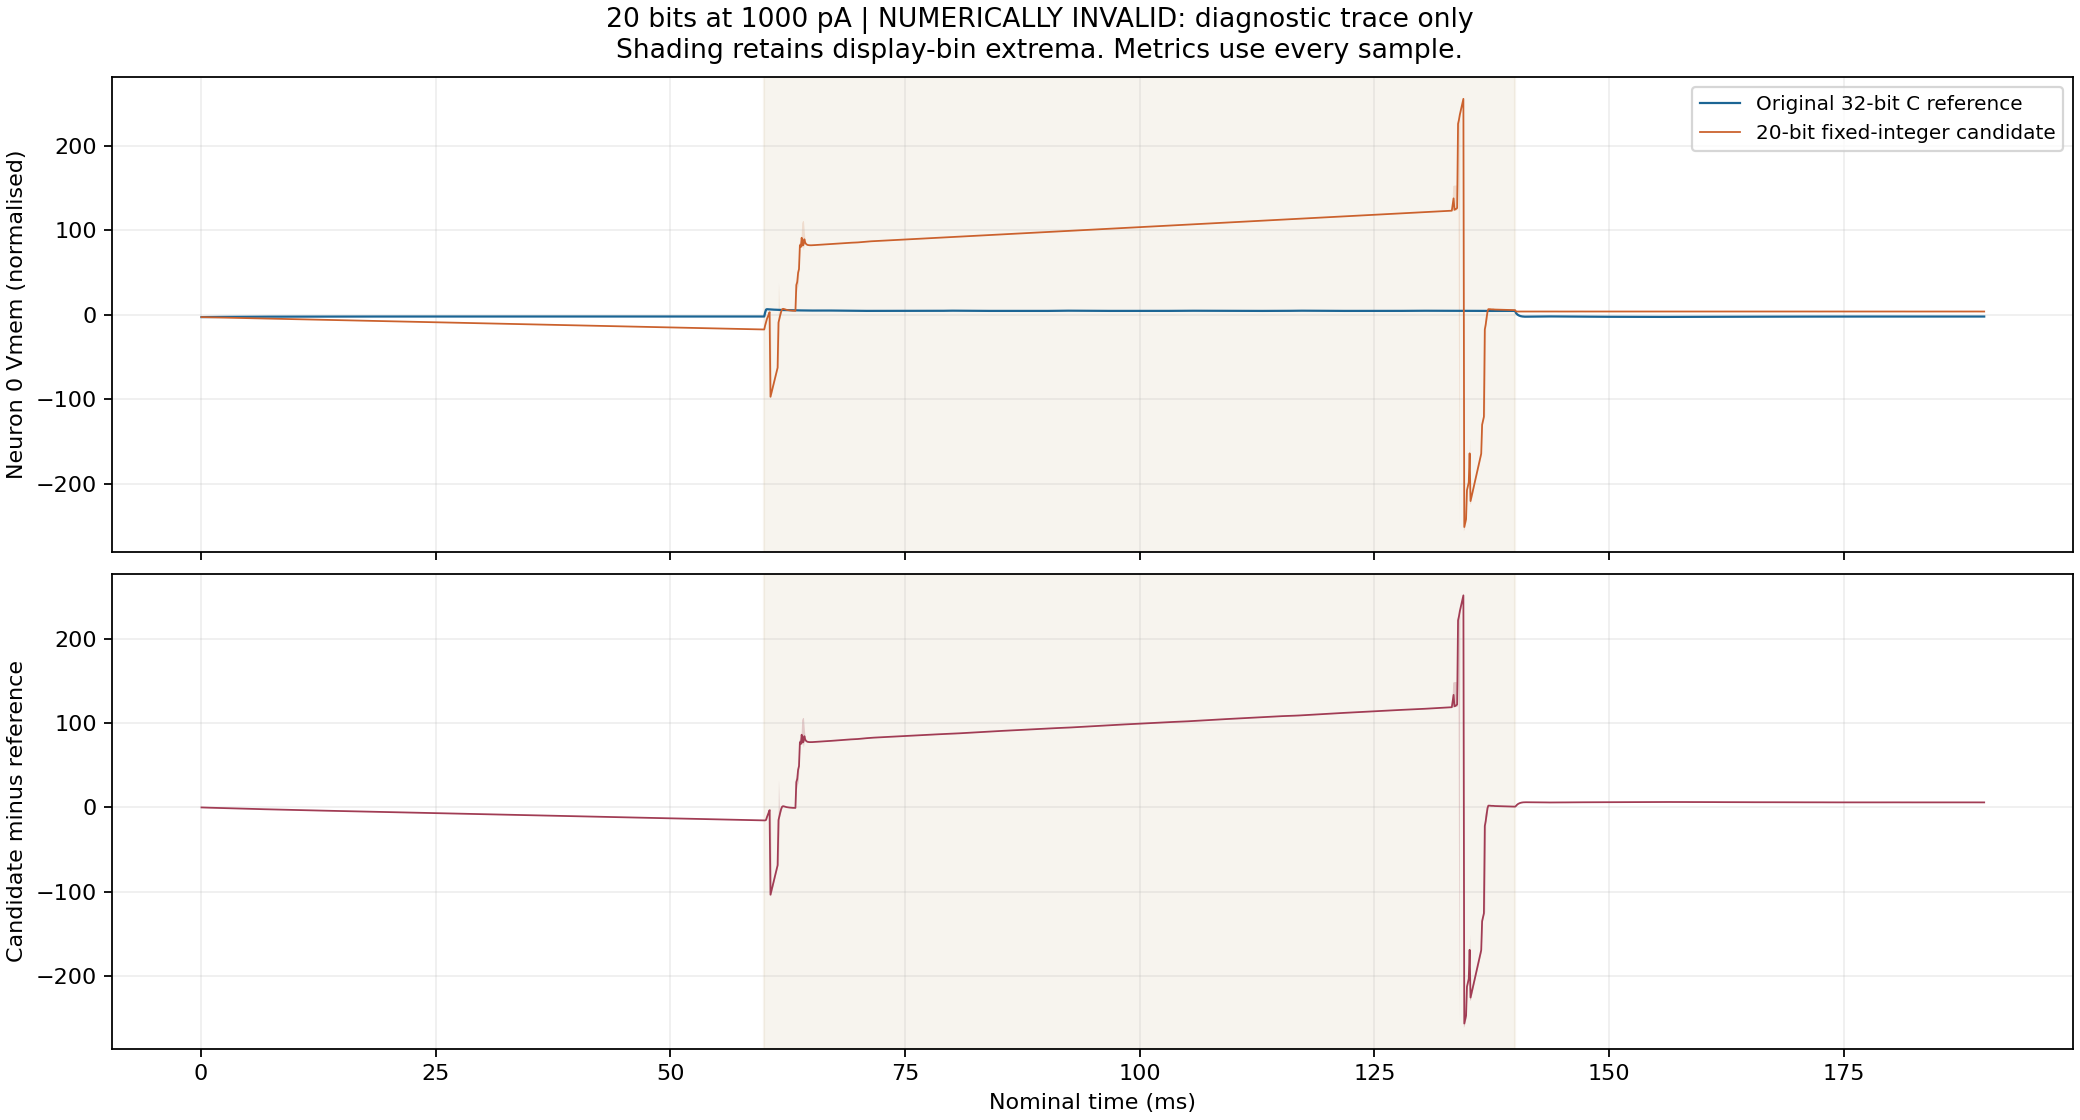 20 bits at 1000 pA | NUMERICALLY INVALID: diagnostic trace only
Shading retains display-bin extrema. Metrics use every sample.
Neuron 0 Vmem (normalised)
200
100
0
−100
−200
Original 32-bit C reference
20-bit fixed-integer candidate
Candidate minus reference
200
100
0
−100
−200
0 25 50 75 100 125 150 175
Nominal time (ms)